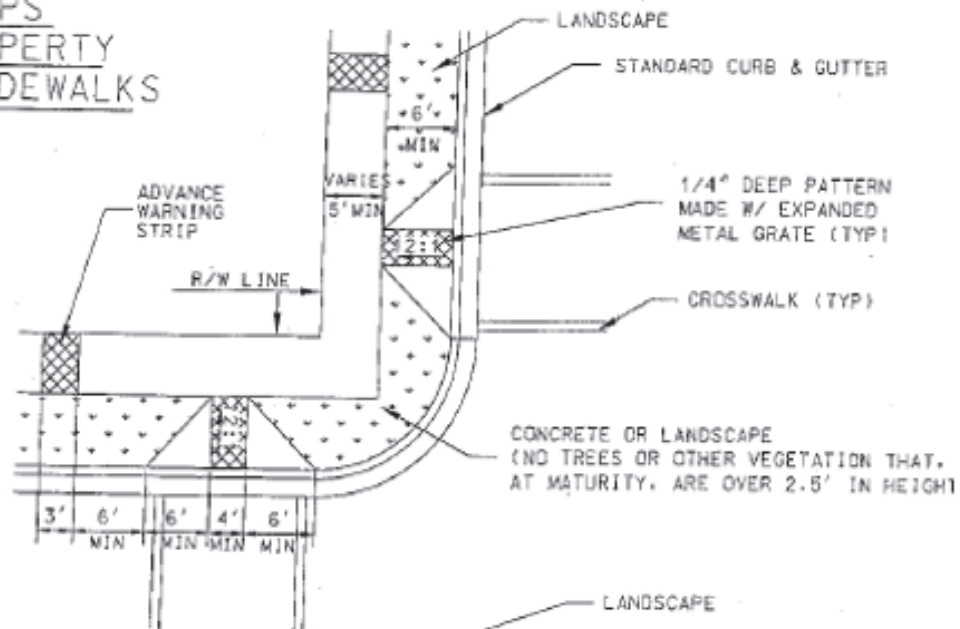 PS
PERTY
DEWALKS
LANDSCAPE
STANDARD CURB & GUTTER
6'
MIN
ADVANCE
WARNING
STRIP
VARIES
5'MIN
1/4" DEEP PATTERN
MADE W/ EXPANDED
METAL GRATE (TYP)
12:1
R/W LINE
CROSSWALK (TYP)
12:1
CONCRETE OR LANDSCAPE
(NO TREES OR OTHER VEGETATION THAT,
AT MATURITY, ARE OVER 2.5' IN HEIGHT
3' 6' 6' 4' 6'
MIN MIN MIN MIN
LANDSCAPE